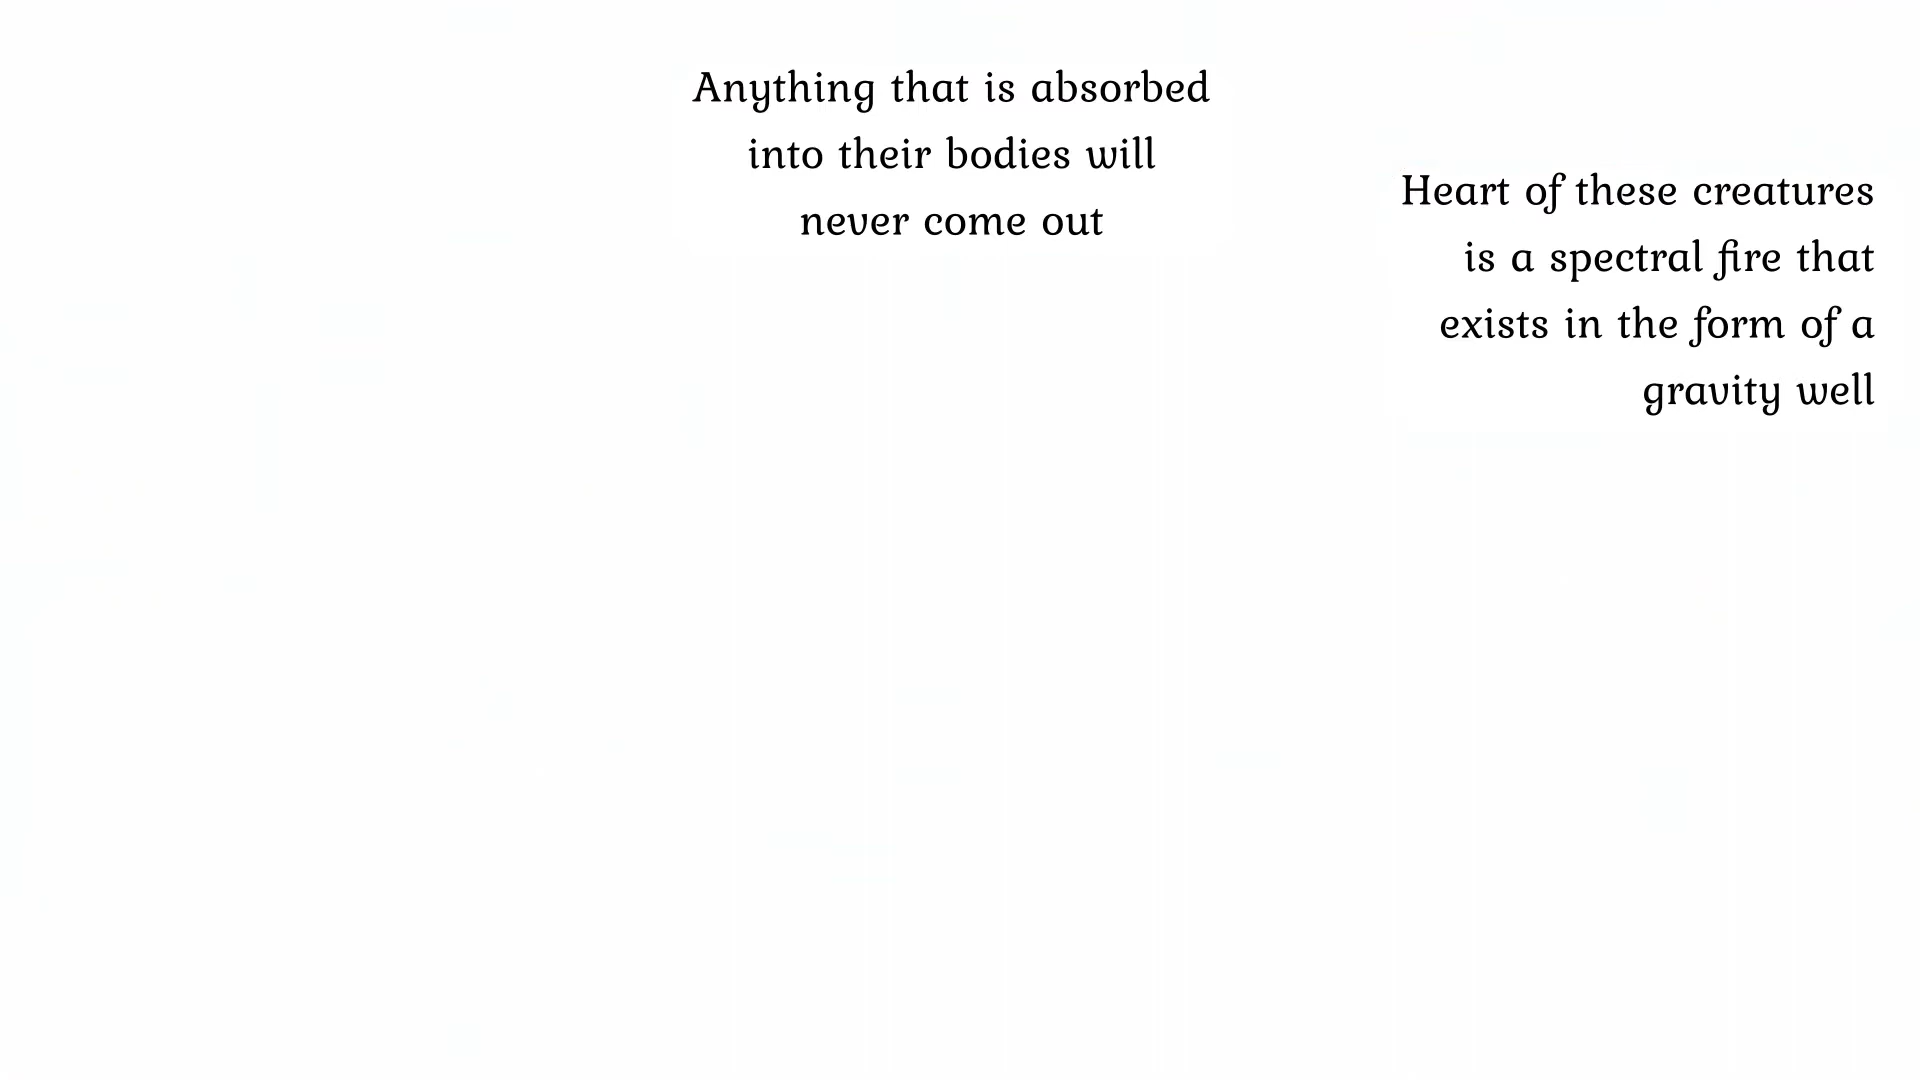 Anything that is absorbed
into their bodies will
never come out
Heart of these creatures
is a spectral fire that
exists in the form of a
gravity well